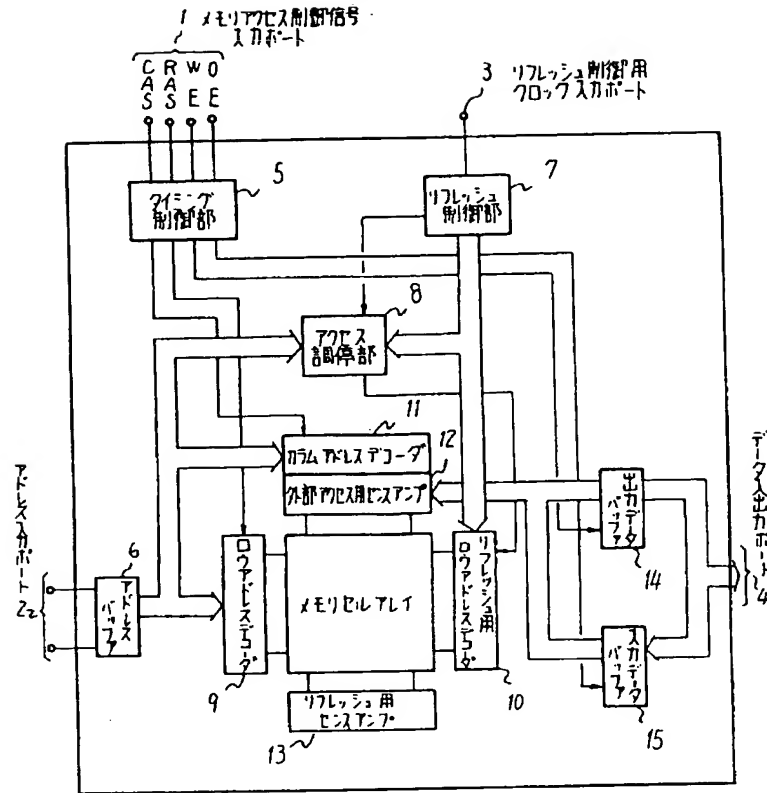 1 メモリアクセス制御信号
入力ポート
CAS
RAS
WE
OE
3 リフレッシュ制御用
クロック入力ポート
5
タイミング
制御部
7
リフレッシュ
制御部
8
アクセス
調停部
11
カラムアドレスデコーダ
12
外部アクセス用センスアンプ
アドレス入力ポート
2
6
アドレス
バッファ
ロウアドレスデコーダ
9
メモリセルアレイ
リフレッシュ用
ロウアドレスデコーダ
10
リフレッシュ用
センスアンプ
13
出力データ
バッファ
14
入力データ
バッファ
15
データ入出力ポート
4